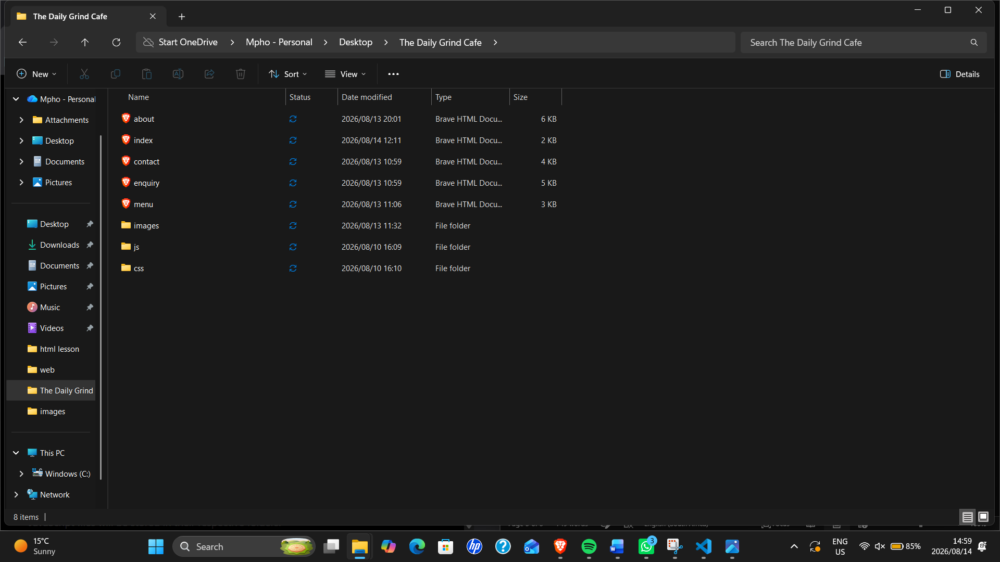 The Daily Grind Cafe
Start OneDrive
Mpho - Personal
Desktop
The Daily Grind Cafe
Search The Daily Grind Cafe
New
Sort
View
Details
Mpho - Personal
Attachments
Desktop
Documents
Pictures
Desktop
Downloads
Documents
Pictures
Music
Videos
html lesson
web
The Daily Grind
images
This PC
Windows (C:)
Network
Name Status Date modified Type Size
about 2026/08/13 20:01 Brave HTML Docu... 6 KB
index 2026/08/14 12:11 Brave HTML Docu... 2 KB
contact 2026/08/13 10:59 Brave HTML Docu... 4 KB
enquiry 2026/08/13 10:59 Brave HTML Docu... 5 KB
menu 2026/08/13 11:06 Brave HTML Docu... 3 KB
images 2026/08/13 11:32 File folder
js 2026/08/10 16:09 File folder
css 2026/08/10 16:10 File folder
8 items
15°C
Sunny
Search
hp
3
ENG
US
85%
14:59
2026/08/14